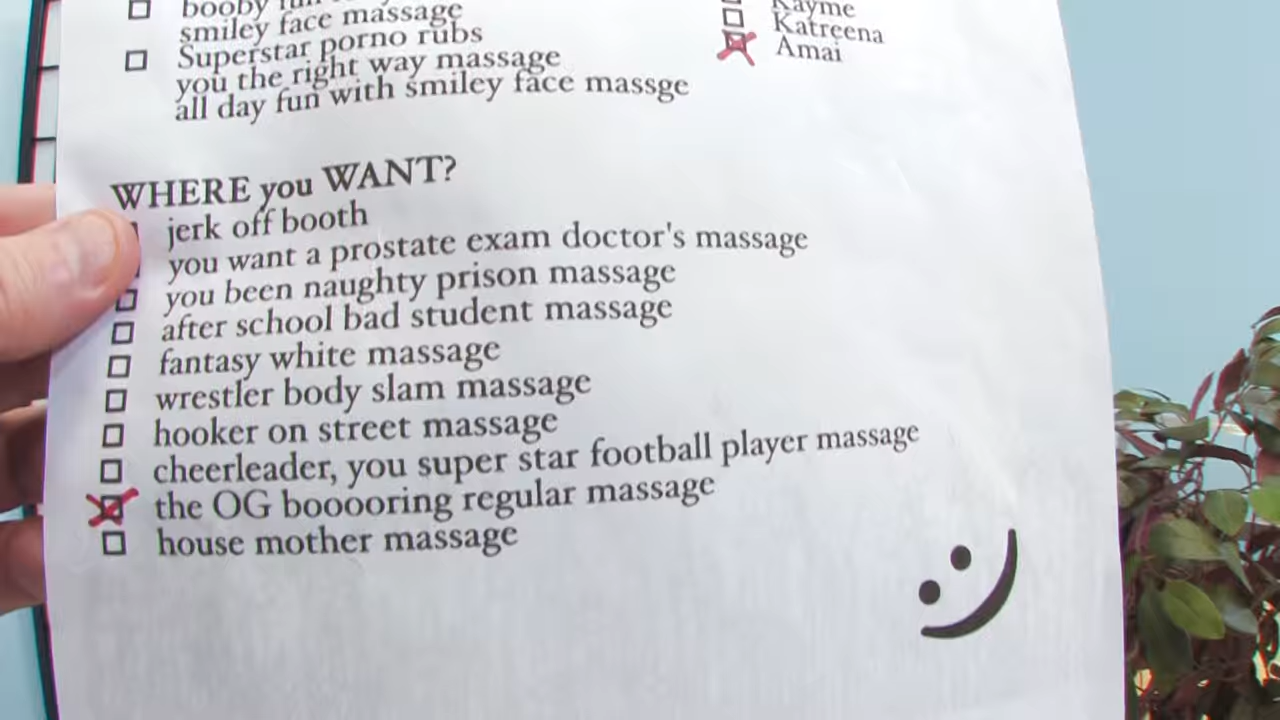 booby
smiley face massage
Superstar porno rubs
you the right way massage
all day fun with smiley face massge
Kayme
Katreena
Amai
WHERE you WANT?
jerk off booth
you want a prostate exam doctor's massage
you been naughty prison massage
after school bad student massage
fantasy white massage
wrestler body slam massage
hooker on street massage
cheerleader, you super star football player massage
the OG booooring regular massage
house mother massage